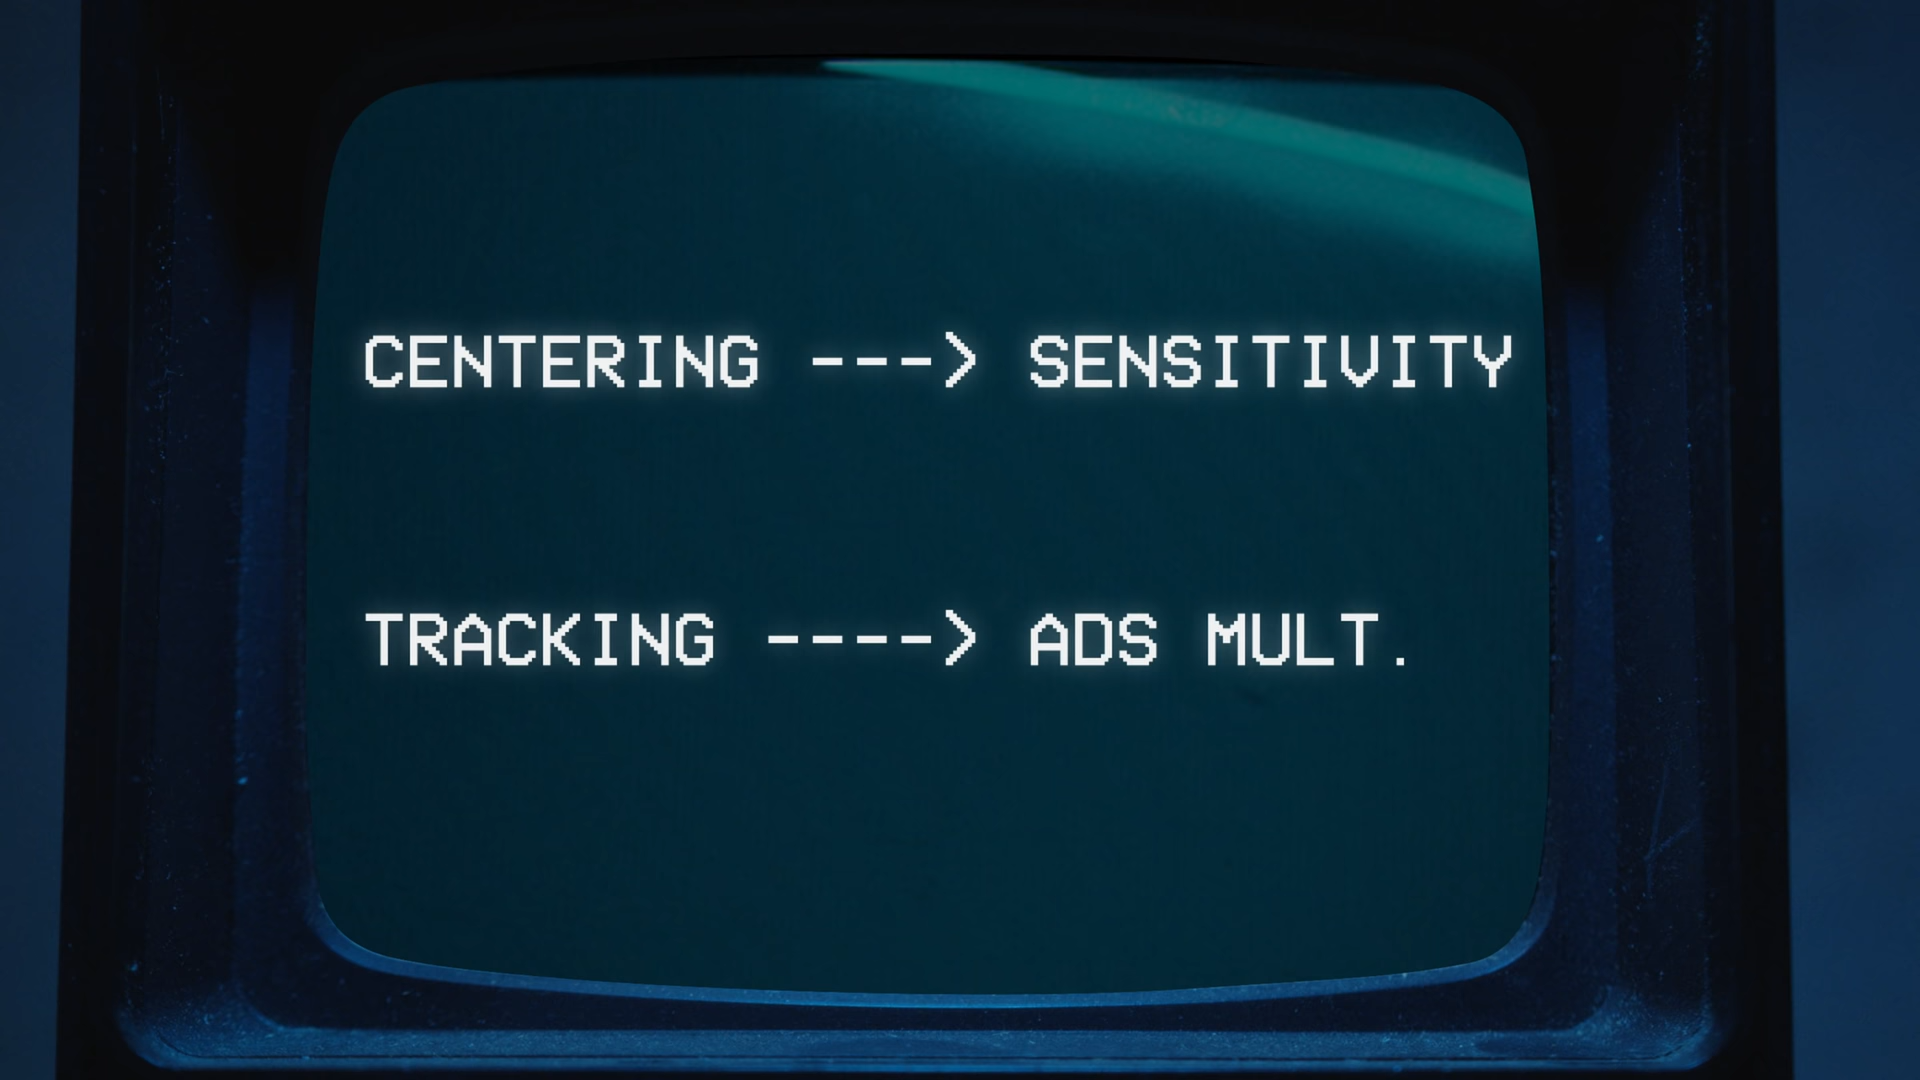 CENTERING ---> SENSITIVITY
TRACKING ----> ADS MULT.